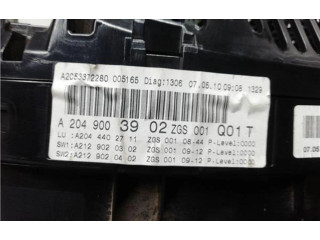 A2053372280 005165 Diag:1306 07.05.10 09:08 1329
A 204 900 39 02 ZGS 001 Q01 T
LU :A204 440 27 11 ZGS 001 08-44 P-Level:0000
SW1:A212 902 03 02 ZGS 001 09-12 P-Level:0000
SW2:A212 902 04 02 ZGS 001 09-12 P-Level:0000